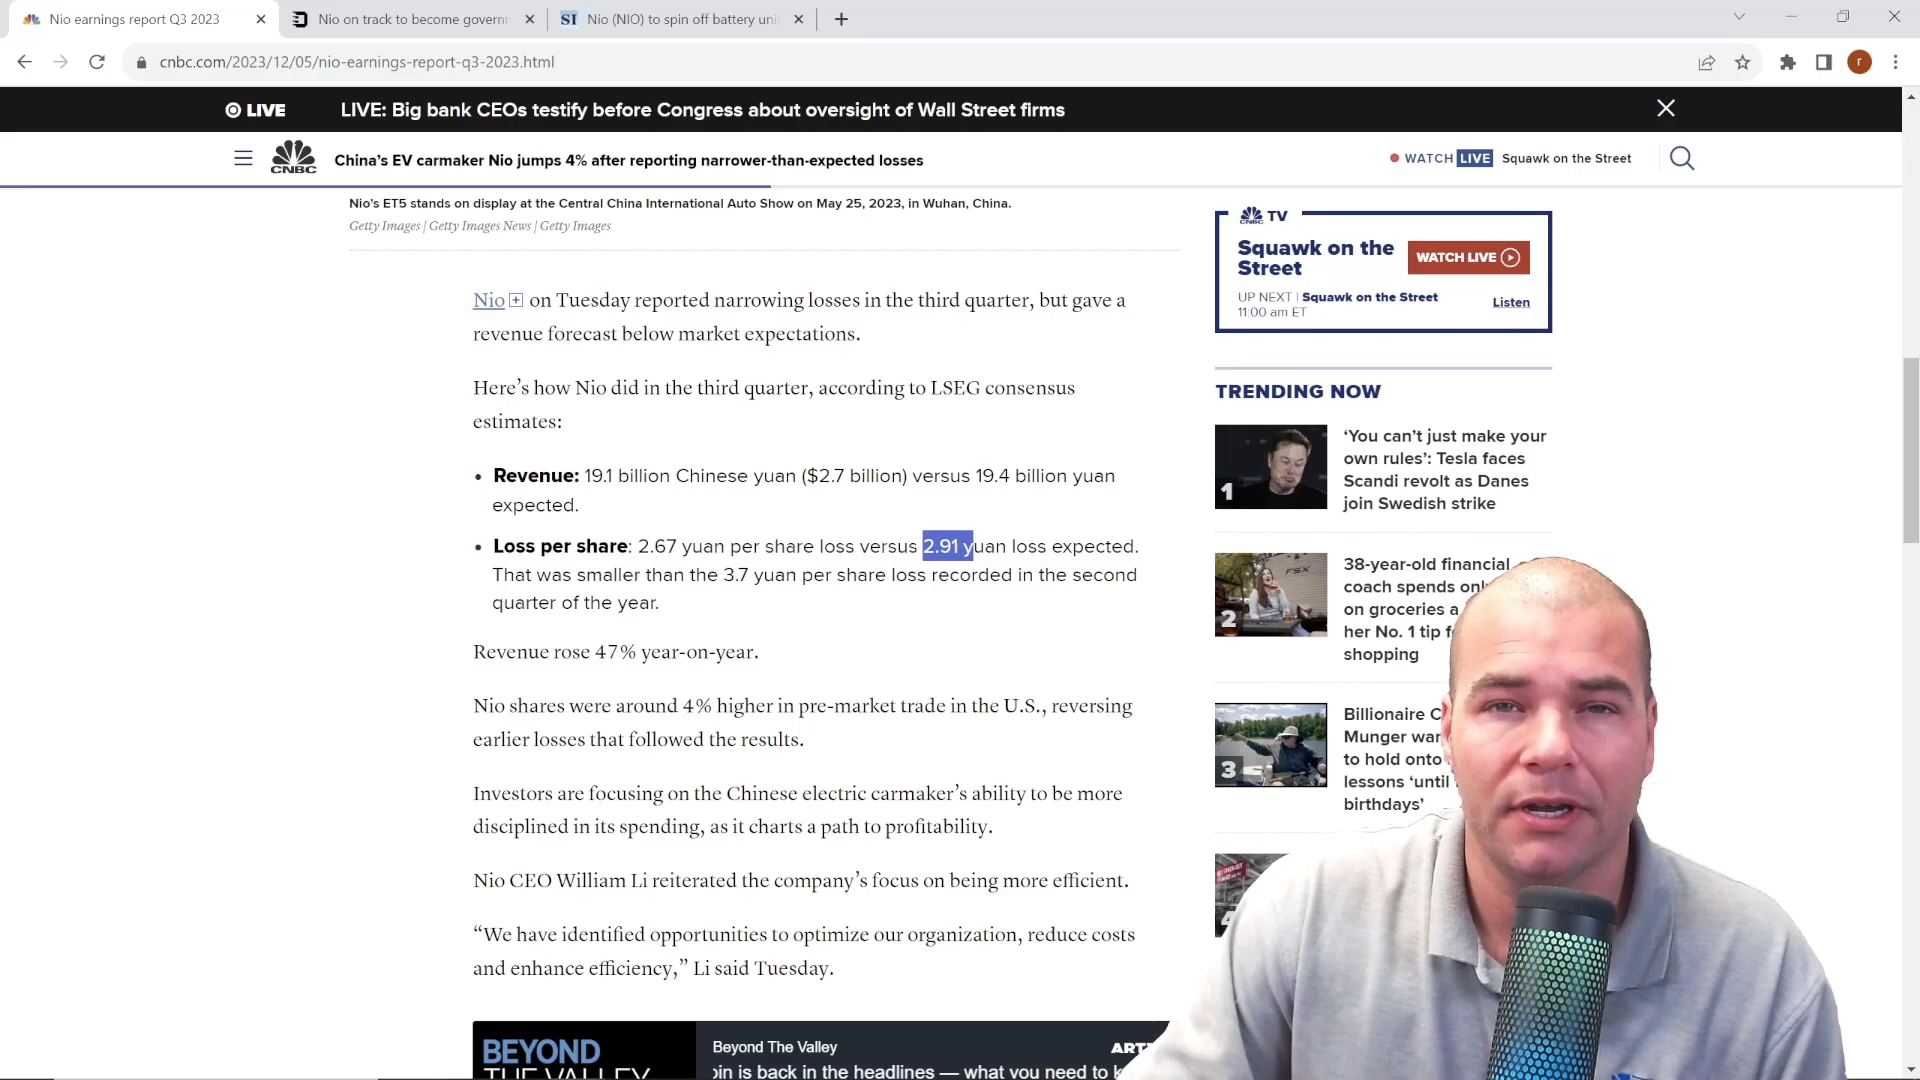 Nio earnings report Q3 2023
Nio on track to become governm
Nio (NIO) to spin off battery uni
cnbc.com/2023/12/05/nio-earnings-report-q3-2023.html
r
LIVE
LIVE: Big bank CEOs testify before Congress about oversight of Wall Street firms
CNBC
China’s EV carmaker Nio jumps 4% after reporting narrower-than-expected losses
WATCH LIVE Squawk on the Street
Nio’s ET5 stands on display at the Central China International Auto Show on May 25, 2023, in Wuhan, China.
Getty Images | Getty Images News | Getty Images
Nio on Tuesday reported narrowing losses in the third quarter, but gave a
revenue forecast below market expectations.
Here’s how Nio did in the third quarter, according to LSEG consensus
estimates:
• Revenue: 19.1 billion Chinese yuan ($2.7 billion) versus 19.4 billion yuan
expected.
• Loss per share: 2.67 yuan per share loss versus 2.91 yuan loss expected.
That was smaller than the 3.7 yuan per share loss recorded in the second
quarter of the year.
Revenue rose 47% year-on-year.
Nio shares were around 4% higher in pre-market trade in the U.S., reversing
earlier losses that followed the results.
Investors are focusing on the Chinese electric carmaker’s ability to be more
disciplined in its spending, as it charts a path to profitability.
Nio CEO William Li reiterated the company’s focus on being more efficient.
“We have identified opportunities to optimize our organization, reduce costs
and enhance efficiency,” Li said Tuesday.
BEYOND
THE VALLEY
Beyond The Valley
ART
oin is back in the headlines — what you need to k
CNBC TV
Squawk on the
Street
WATCH LIVE
UP NEXT | Squawk on the Street
11:00 am ET
Listen
TRENDING NOW
1
‘You can’t just make your
own rules’: Tesla faces
Scandi revolt as Danes
join Swedish strike
FSX
2
38-year-old financial
coach spends onl
on groceries a
her No. 1 tip f
shopping
3
Billionaire C
Munger wan
to hold onto
lessons ‘until
birthdays’
4